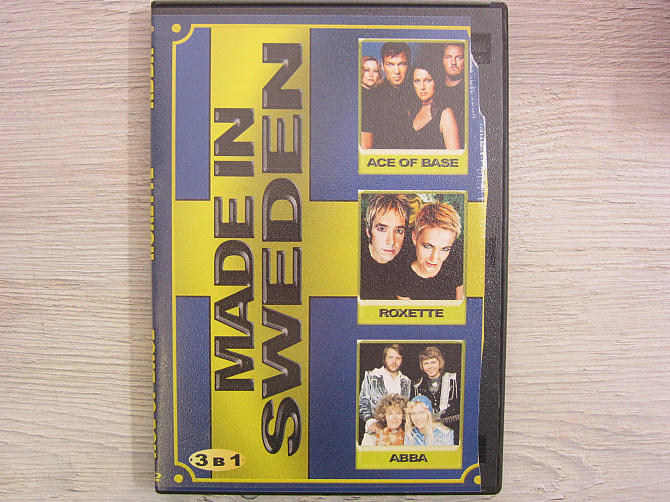 MADE IN
SWEDEN
ACE OF BASE
ROXETTE
ABBA
3 в 1